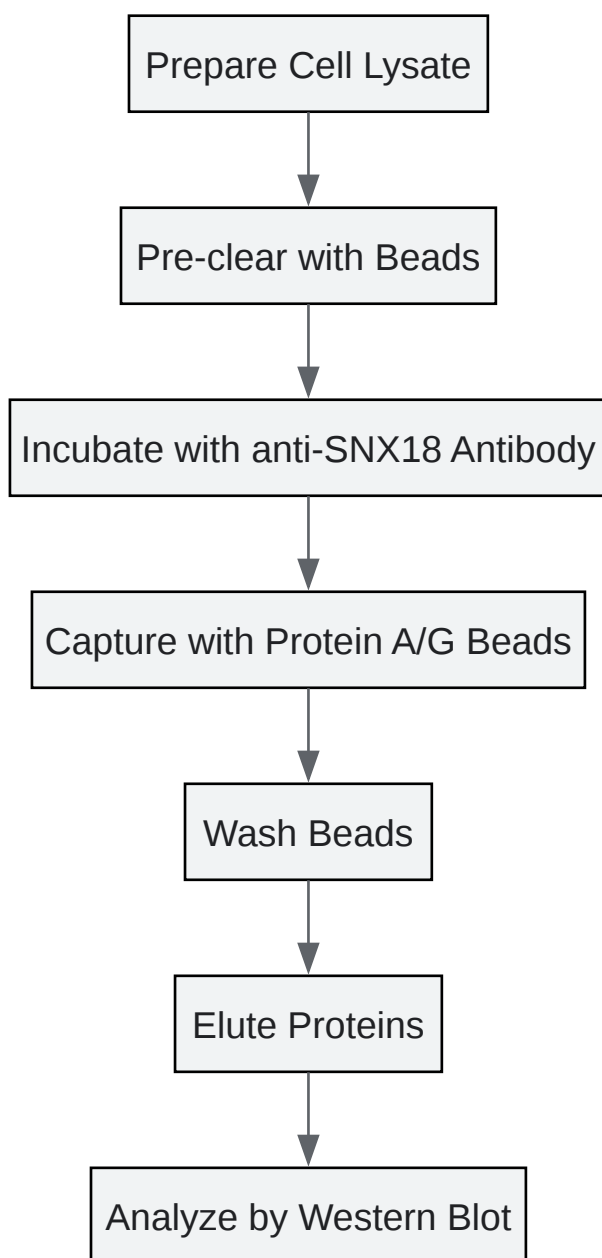 Prepare Cell Lysate
Pre-clear with Beads
Incubate with anti-SNX18 Antibody
Capture with Protein A/G Beads
Wash Beads
Elute Proteins
Analyze by Western Blot